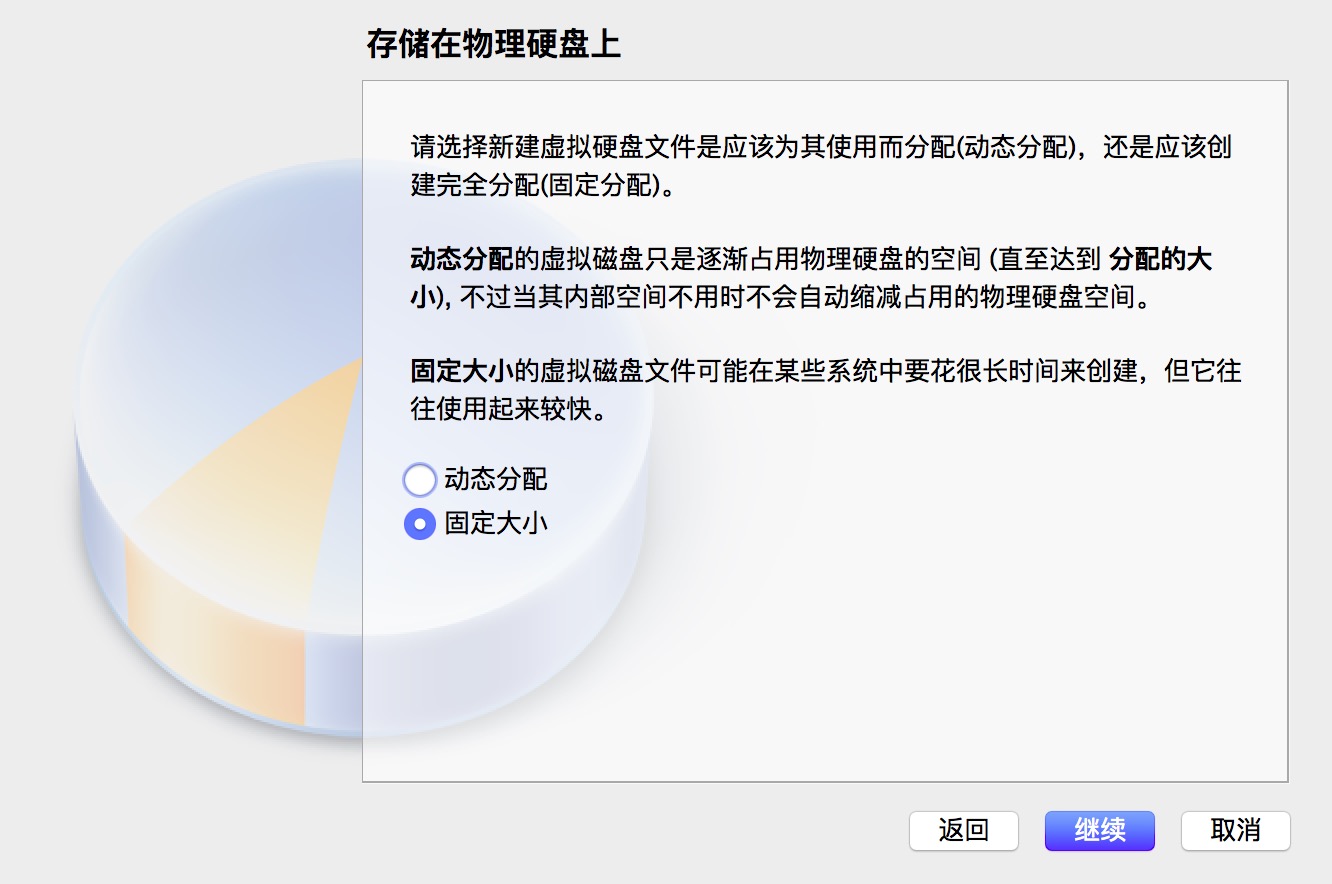 存储在物理硬盘上
请选择新建虚拟硬盘文件是应该为其使用而分配(动态分配)，还是应该创
建完全分配(固定分配)。
动态分配的虚拟磁盘只是逐渐占用物理硬盘的空间 (直至达到 分配的大
小), 不过当其内部空间不用时不会自动缩减占用的物理硬盘空间。
固定大小的虚拟磁盘文件可能在某些系统中要花很长时间来创建，但它往
往使用起来较快。
动态分配
固定大小
返回 继续 取消